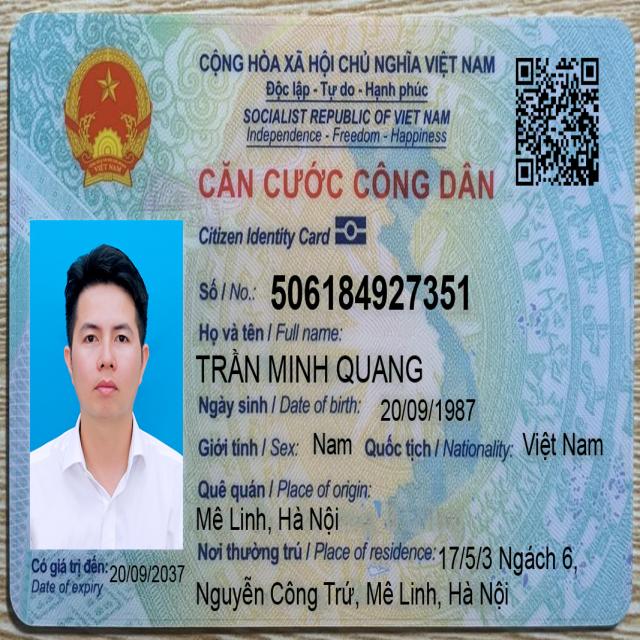 CỘNG HÒA XÃ HỘI CHỦ NGHĨA VIỆT NAM
Độc lập - Tự do - Hạnh phúc
SOCIALIST REPUBLIC OF VIET NAM
Independence - Freedom - Happiness
VIỆT NAM
CĂN CƯỚC CÔNG DÂN
Citizen Identity Card
Số / No.: 506184927351
Họ và tên / Full name:
TRẦN MINH QUANG
Ngày sinh / Date of birth: 20/09/1987
Giới tính / Sex: Nam Quốc tịch / Nationality: Việt Nam
Quê quán / Place of origin:
Mê Linh, Hà Nội
Nơi thường trú / Place of residence: 17/5/3 Ngách 6,
Nguyễn Công Trứ, Mê Linh, Hà Nội
Có giá trị đến: 20/09/2037
Date of expiry